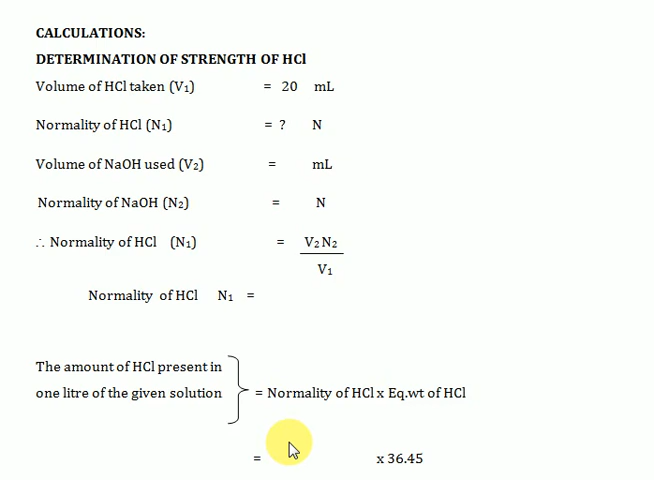 CALCULATIONS:
DETERMINATION OF STRENGTH OF HCl
Volume of HCl taken (V₁) = 20 mL
Normality of HCl (N₁) = ? N
Volume of NaOH used (V₂) = mL
Normality of NaOH (N₂) = N
∴ Normality of HCl (N₁) = V₂ N₂
V₁
Normality of HCl N₁ =
The amount of HCl present in
one litre of the given solution = Normality of HCl x Eq.wt of HCl
= x 36.45